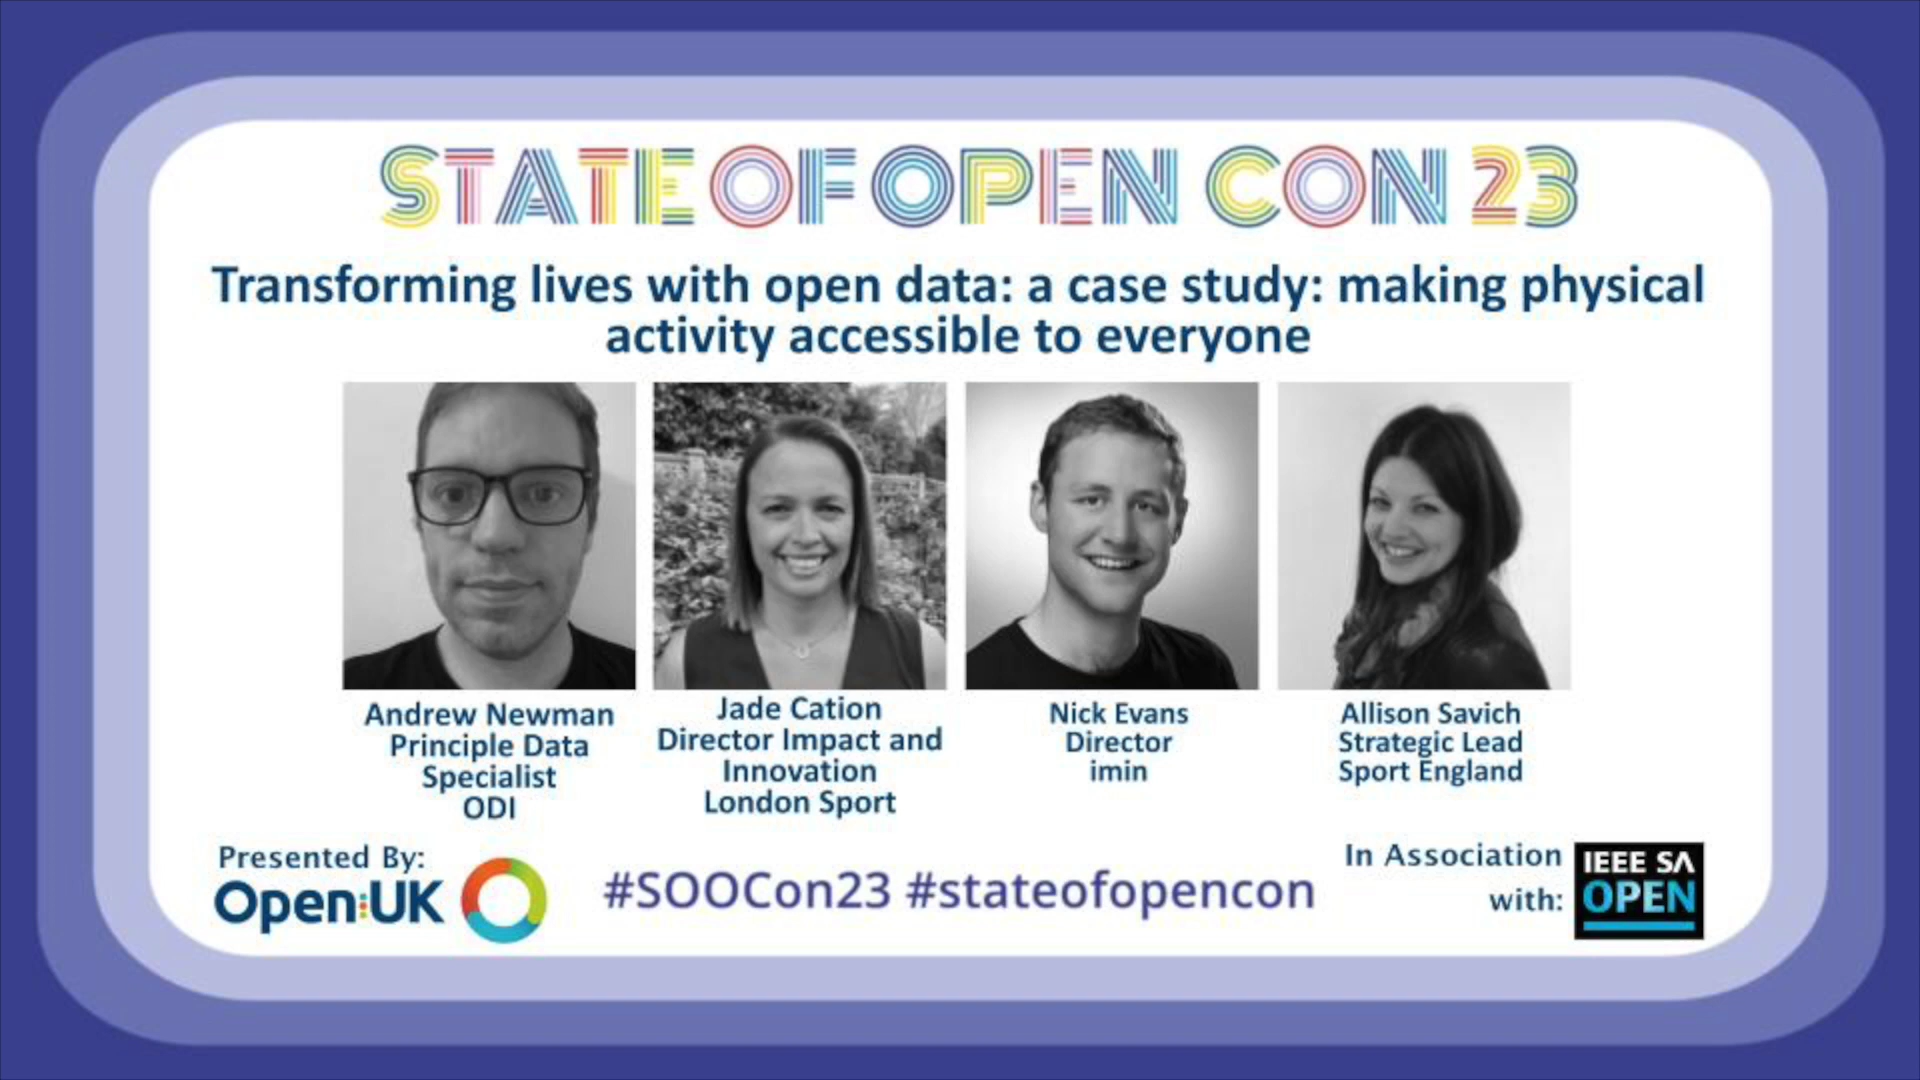 STATE OF OPEN CON 23
Transforming lives with open data: a case study: making physical
activity accessible to everyone
Andrew Newman
Principle Data
Specialist
ODI
Jade Cation
Director Impact and
Innovation
London Sport
Nick Evans
Director
imin
Allison Savich
Strategic Lead
Sport England
Presented By:
Open:UK
#SOOCon23 #stateofopencon
In Association
with:
IEEE SA
OPEN